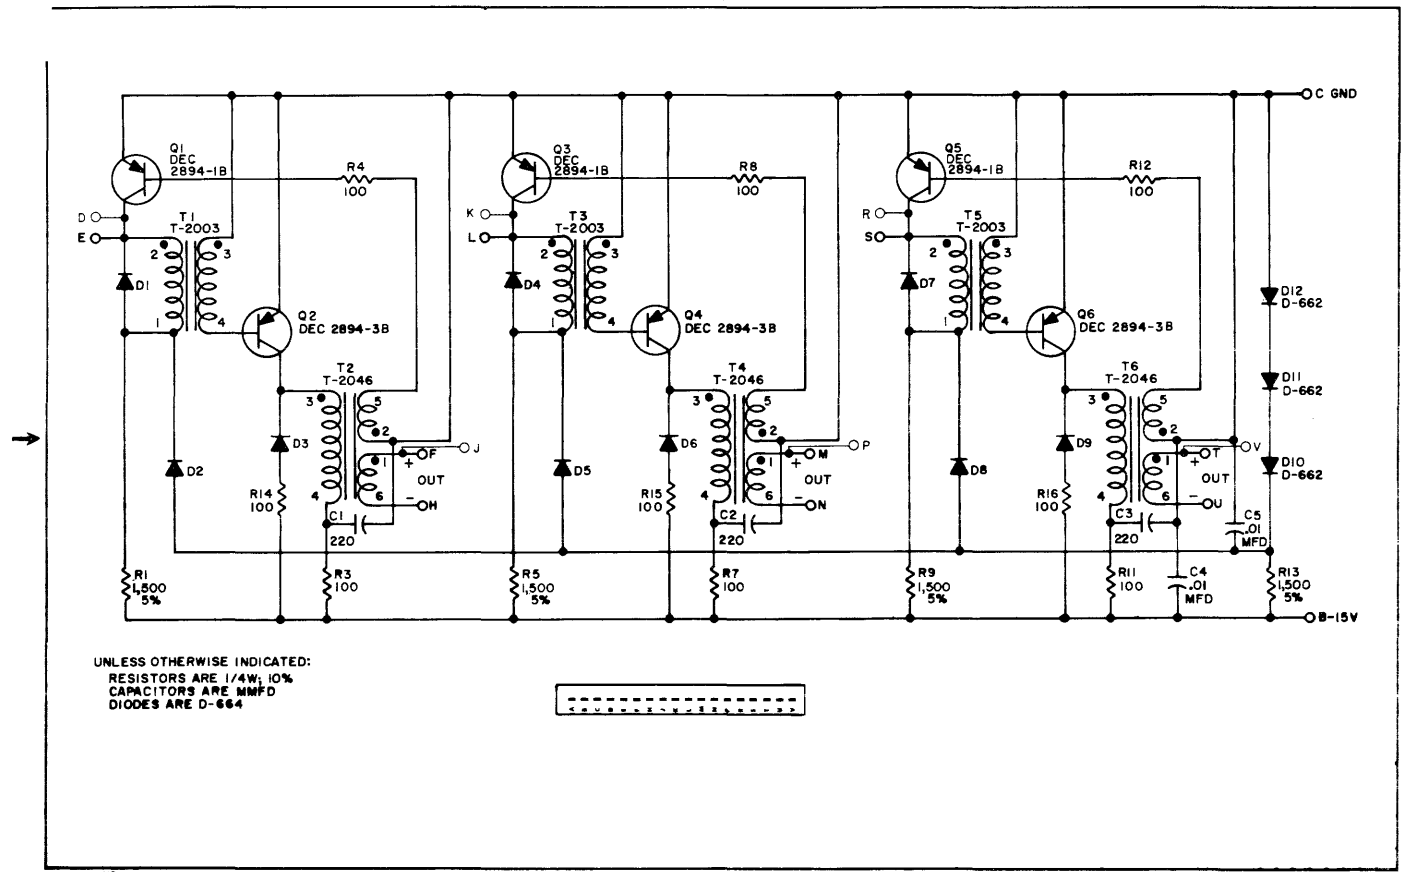 C GND
Q1
DEC
2894-1B
R4
100
D
E
T1
T-2003
2
3
1
4
D1
Q2
DEC 2894-3B
T2
T-2046
3
5
2
1
4
6
D2
D3
R14
100
J
F
+
OUT
−
H
C1
220
R1
1,500
5%
R3
100
Q3
DEC
2894-1B
R8
100
K
L
T3
T-2003
2
3
1
4
D4
Q4
DEC 2894-3B
T4
T-2046
3
5
2
1
4
6
D5
D6
R15
100
P
M
+
OUT
−
N
C2
220
R5
1,500
5%
R7
100
Q5
DEC
2894-1B
R12
100
R
S
T5
T-2003
2
3
1
4
D7
Q6
DEC 2894-3B
T6
T-2046
3
5
2
1
4
6
D8
D9
R16
100
V
T
+
OUT
−
U
C3
220
R9
1,500
5%
R11
100
C4
.01
MFD
C5
.01
MFD
D12
D-662
D11
D-662
D10
D-662
R13
1,500
5%
B-15V
UNLESS OTHERWISE INDICATED:
RESISTORS ARE 1/4W; 10%
CAPACITORS ARE MMFD
DIODES ARE D-664